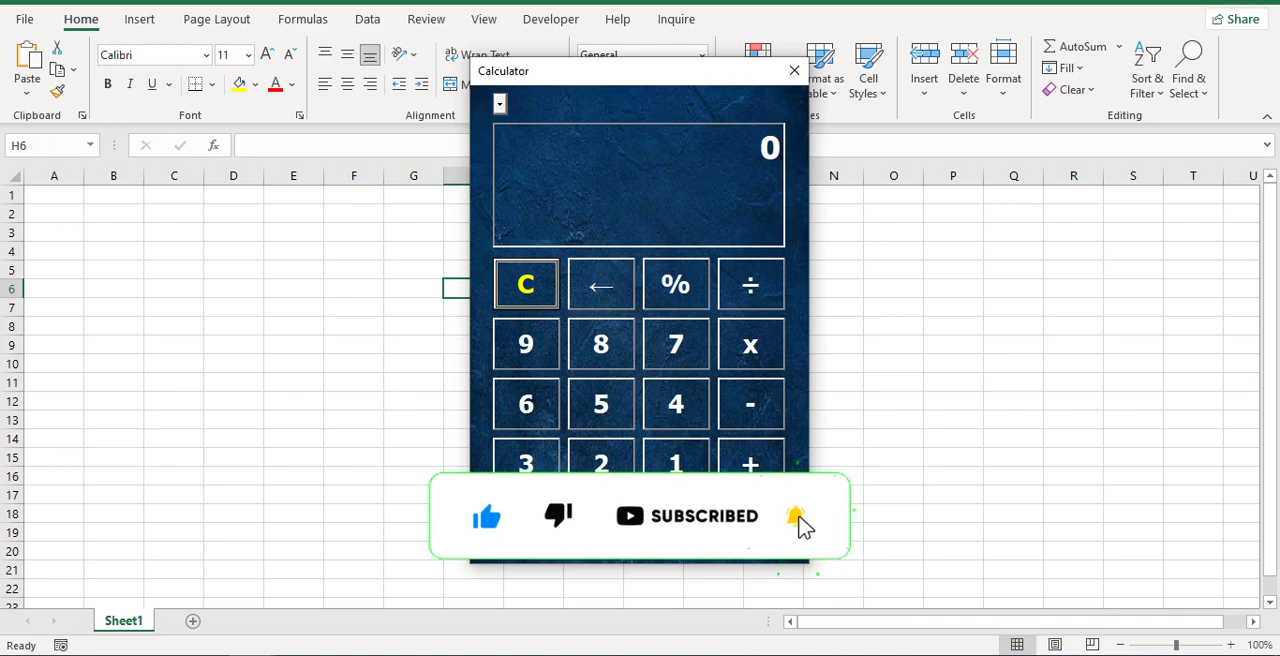 File Home Insert Page Layout Formulas Data Review View Developer Help Inquire Share
Calibri 11 Wrap Text General AutoSum
Paste Insert Delete Format Fill Sort & Find &
Cell Styles Clear Filter Select
Clipboard Font Alignment Cells Editing
H6 fx
Calculator
A B C D E F G N O P Q R S T U
1
2
3
4
5
6
7
8
9
10
11
12
13
14
15
16
17
18
19
20
21
22
23
0
C ← % ÷
9 8 7 x
6 5 4 -
3 2 1 +
SUBSCRIBED
Sheet1
Ready 100%